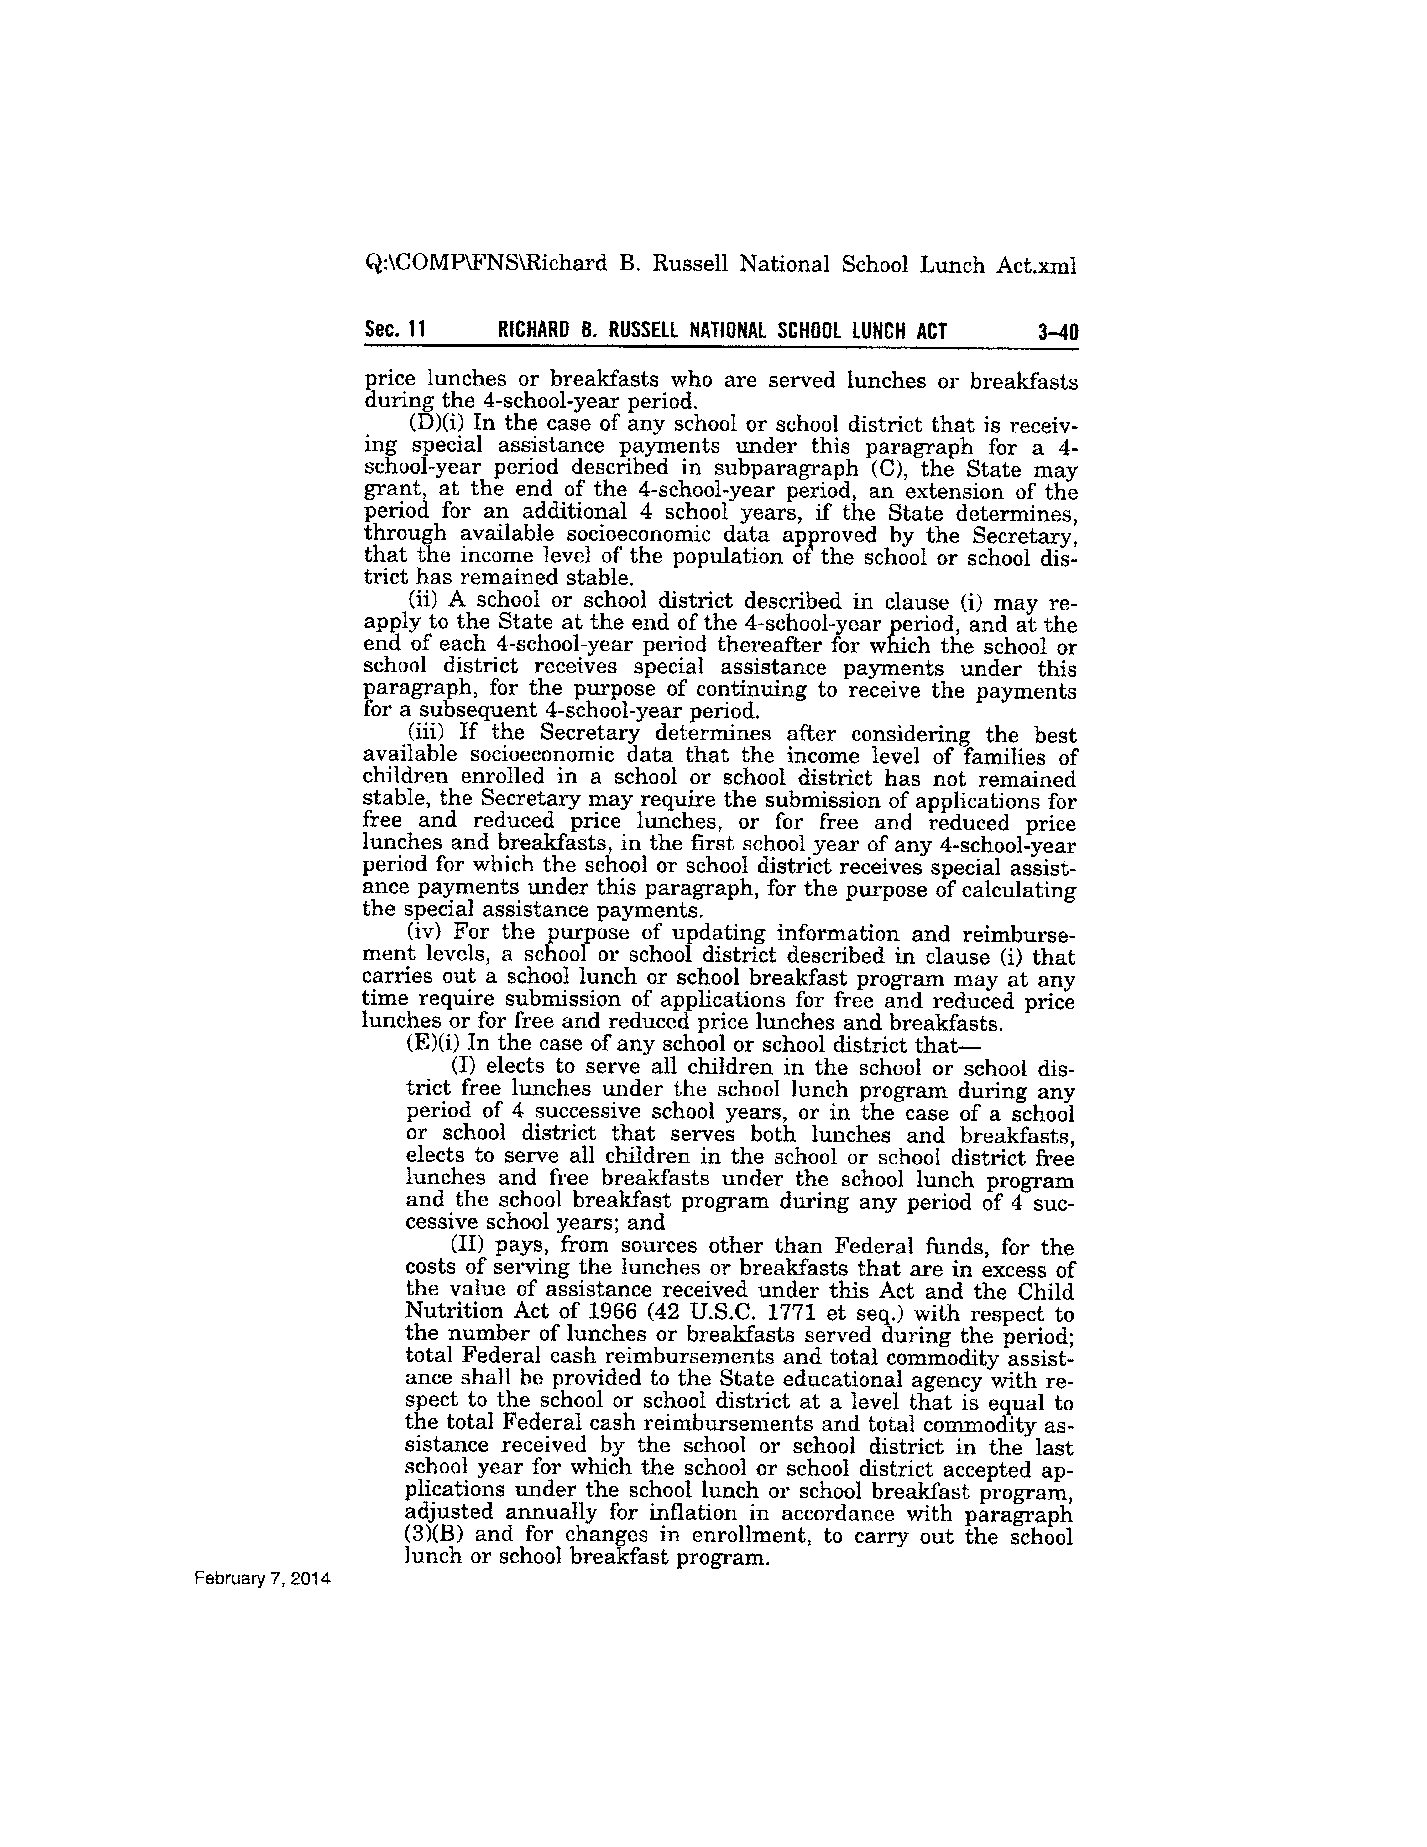 Q:\COMP\FNS\Richard B. Russell National School Lunch Act.xml
Sec. 11 RICHARD B. RUSSELL NATIONAL SCHOOL LUNCH ACT 3–40
price lunches or breakfasts who are served lunches or breakfasts
during the 4-school-year period.
(D)(i) In the case of any school or school district that is receiv-
ing special assistance payments under this paragraph for a 4-
school-year period described in subparagraph (C), the State may
grant, at the end of the 4-school-year period, an extension of the
period for an additional 4 school years, if the State determines,
through available socioeconomic data approved by the Secretary,
that the income level of the population of the school or school dis-
trict has remained stable.
(ii) A school or school district described in clause (i) may re-
apply to the State at the end of the 4-school-year period, and at the
end of each 4-school-year period thereafter for which the school or
school district receives special assistance payments under this
paragraph, for the purpose of continuing to receive the payments
for a subsequent 4-school-year period.
(iii) If the Secretary determines after considering the best
available socioeconomic data that the income level of families of
children enrolled in a school or school district has not remained
stable, the Secretary may require the submission of applications for
free and reduced price lunches, or for free and reduced price
lunches and breakfasts, in the first school year of any 4-school-year
period for which the school or school district receives special assist-
ance payments under this paragraph, for the purpose of calculating
the special assistance payments.
(iv) For the purpose of updating information and reimburse-
ment levels, a school or school district described in clause (i) that
carries out a school lunch or school breakfast program may at any
time require submission of applications for free and reduced price
lunches or for free and reduced price lunches and breakfasts.
(E)(i) In the case of any school or school district that—
(I) elects to serve all children in the school or school dis-
trict free lunches under the school lunch program during any
period of 4 successive school years, or in the case of a school
or school district that serves both lunches and breakfasts,
elects to serve all children in the school or school district free
lunches and free breakfasts under the school lunch program
and the school breakfast program during any period of 4 suc-
cessive school years; and
(II) pays, from sources other than Federal funds, for the
costs of serving the lunches or breakfasts that are in excess of
the value of assistance received under this Act and the Child
Nutrition Act of 1966 (42 U.S.C. 1771 et seq.) with respect to
the number of lunches or breakfasts served during the period;
total Federal cash reimbursements and total commodity assist-
ance shall be provided to the State educational agency with re-
spect to the school or school district at a level that is equal to
the total Federal cash reimbursements and total commodity as-
sistance received by the school or school district in the last
school year for which the school or school district accepted ap-
plications under the school lunch or school breakfast program,
adjusted annually for inflation in accordance with paragraph
(3)(B) and for changes in enrollment, to carry out the school
lunch or school breakfast program.
February 7, 2014